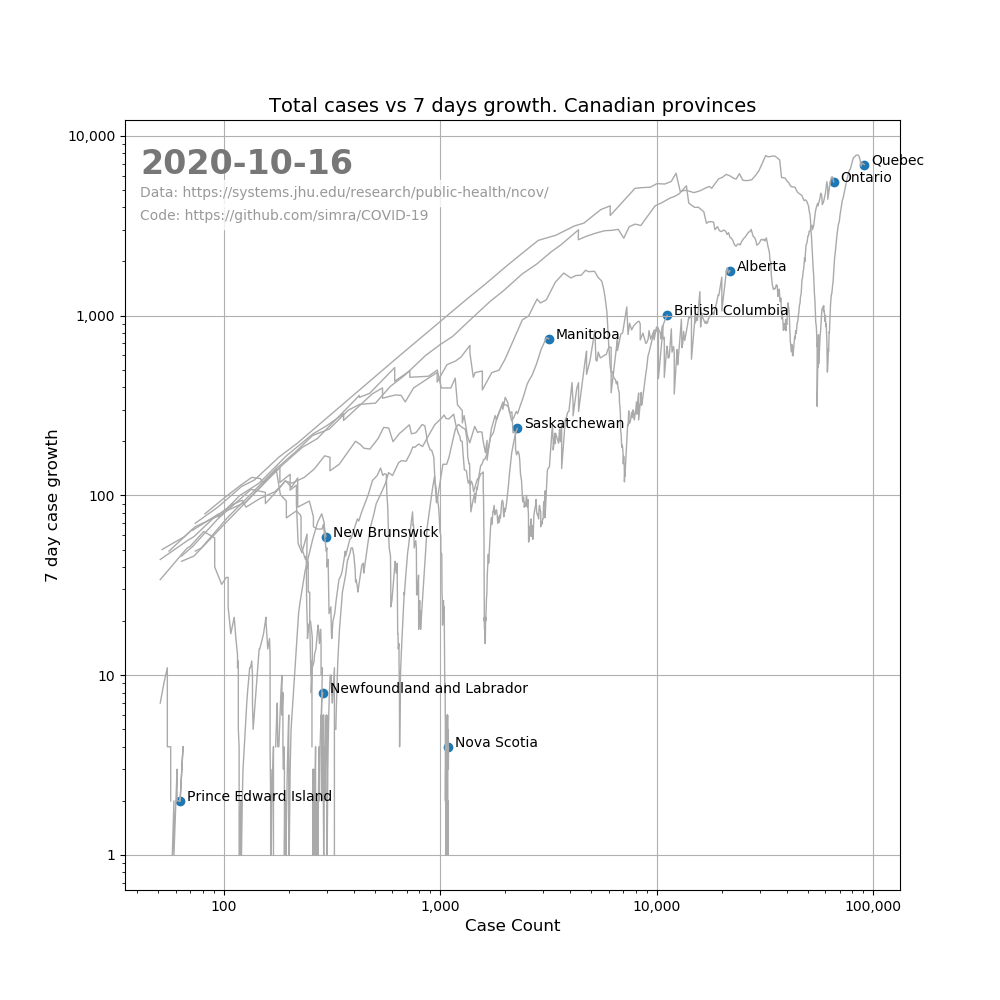 Total cases vs 7 days growth. Canadian provinces
10,000
2020-10-16
Data: https://systems.jhu.edu/research/public-health/ncov/
Code: https://github.com/simra/COVID-19
Quebec
Ontario
Alberta
1,000
British Columbia
Manitoba
Saskatchewan
100
New Brunswick
7 day case growth
10
Newfoundland and Labrador
Nova Scotia
Prince Edward Island
1
100
1,000
10,000
100,000
Case Count